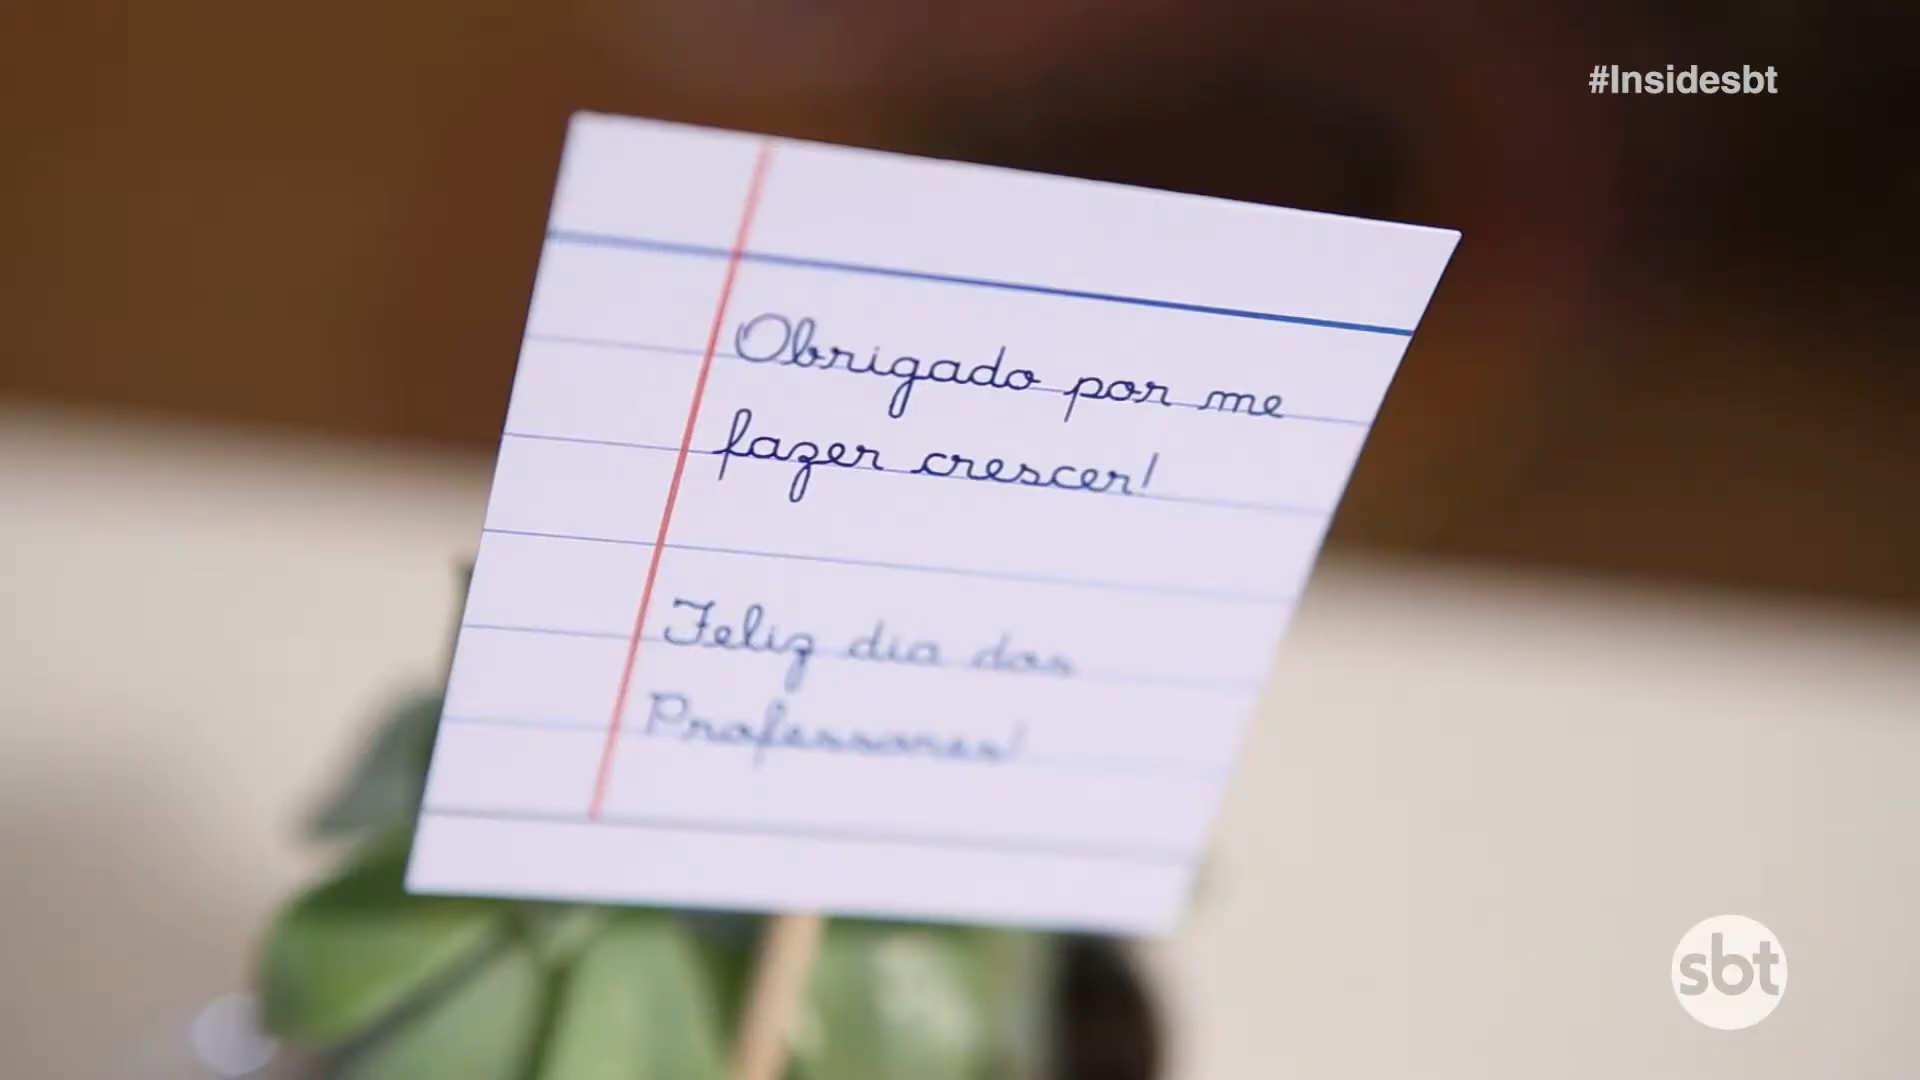 #Insidesbt
Obrigado por me
fazer crescer!
Feliz dia dos
Professores!
sbt